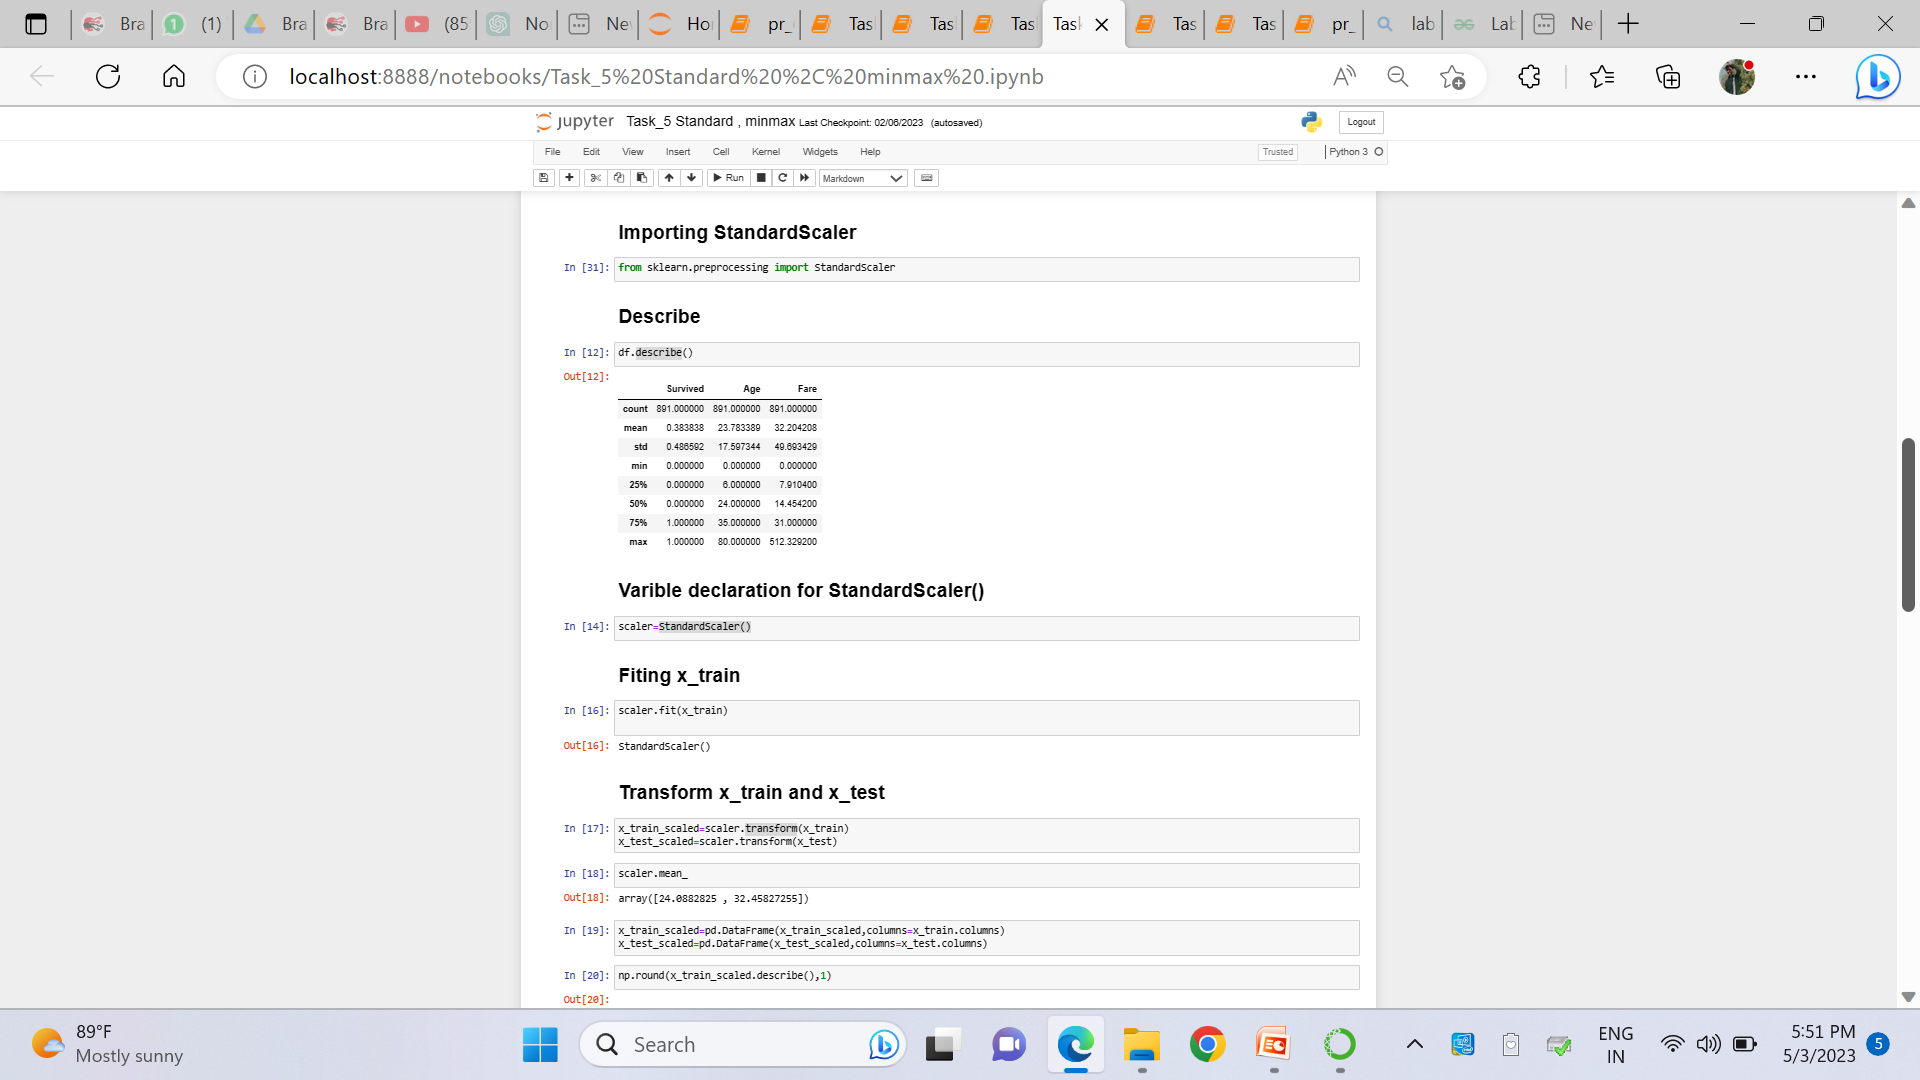 Bra
(1)
Bra
Bra
(85
No
Ne
Ho
pr_
Tas
Tas
Tas
Task
Tas
Tas
pr_
lab
Lab
Ne
localhost:8888/notebooks/Task_5%20Standard%20%2C%20minmax%20.ipynb
jupyter Task_5 Standard , minmax Last Checkpoint: 02/06/2023 (autosaved)
Logout
File Edit View Insert Cell Kernel Widgets Help
Trusted
Python 3
Run
Markdown
Importing StandardScaler
In [31]: from sklearn.preprocessing import StandardScaler
Describe
In [12]: df.describe()
Out[12]:
Survived Age Fare
count 891.000000 891.000000 891.000000
mean 0.383838 23.783389 32.204208
std 0.486592 17.597344 49.693429
min 0.000000 0.000000 0.000000
25% 0.000000 6.000000 7.910400
50% 0.000000 24.000000 14.454200
75% 1.000000 35.000000 31.000000
max 1.000000 80.000000 512.329200
Varible declaration for StandardScaler()
In [14]: scaler=StandardScaler()
Fiting x_train
In [16]: scaler.fit(x_train)
Out[16]: StandardScaler()
Transform x_train and x_test
In [17]: x_train_scaled=scaler.transform(x_train)
x_test_scaled=scaler.transform(x_test)
In [18]: scaler.mean_
Out[18]: array([24.0882825 , 32.45827255])
In [19]: x_train_scaled=pd.DataFrame(x_train_scaled,columns=x_train.columns)
x_test_scaled=pd.DataFrame(x_test_scaled,columns=x_test.columns)
In [20]: np.round(x_train_scaled.describe(),1)
Out[20]:
89°F
Mostly sunny
Search
ENG
IN
5:51 PM
5/3/2023
5